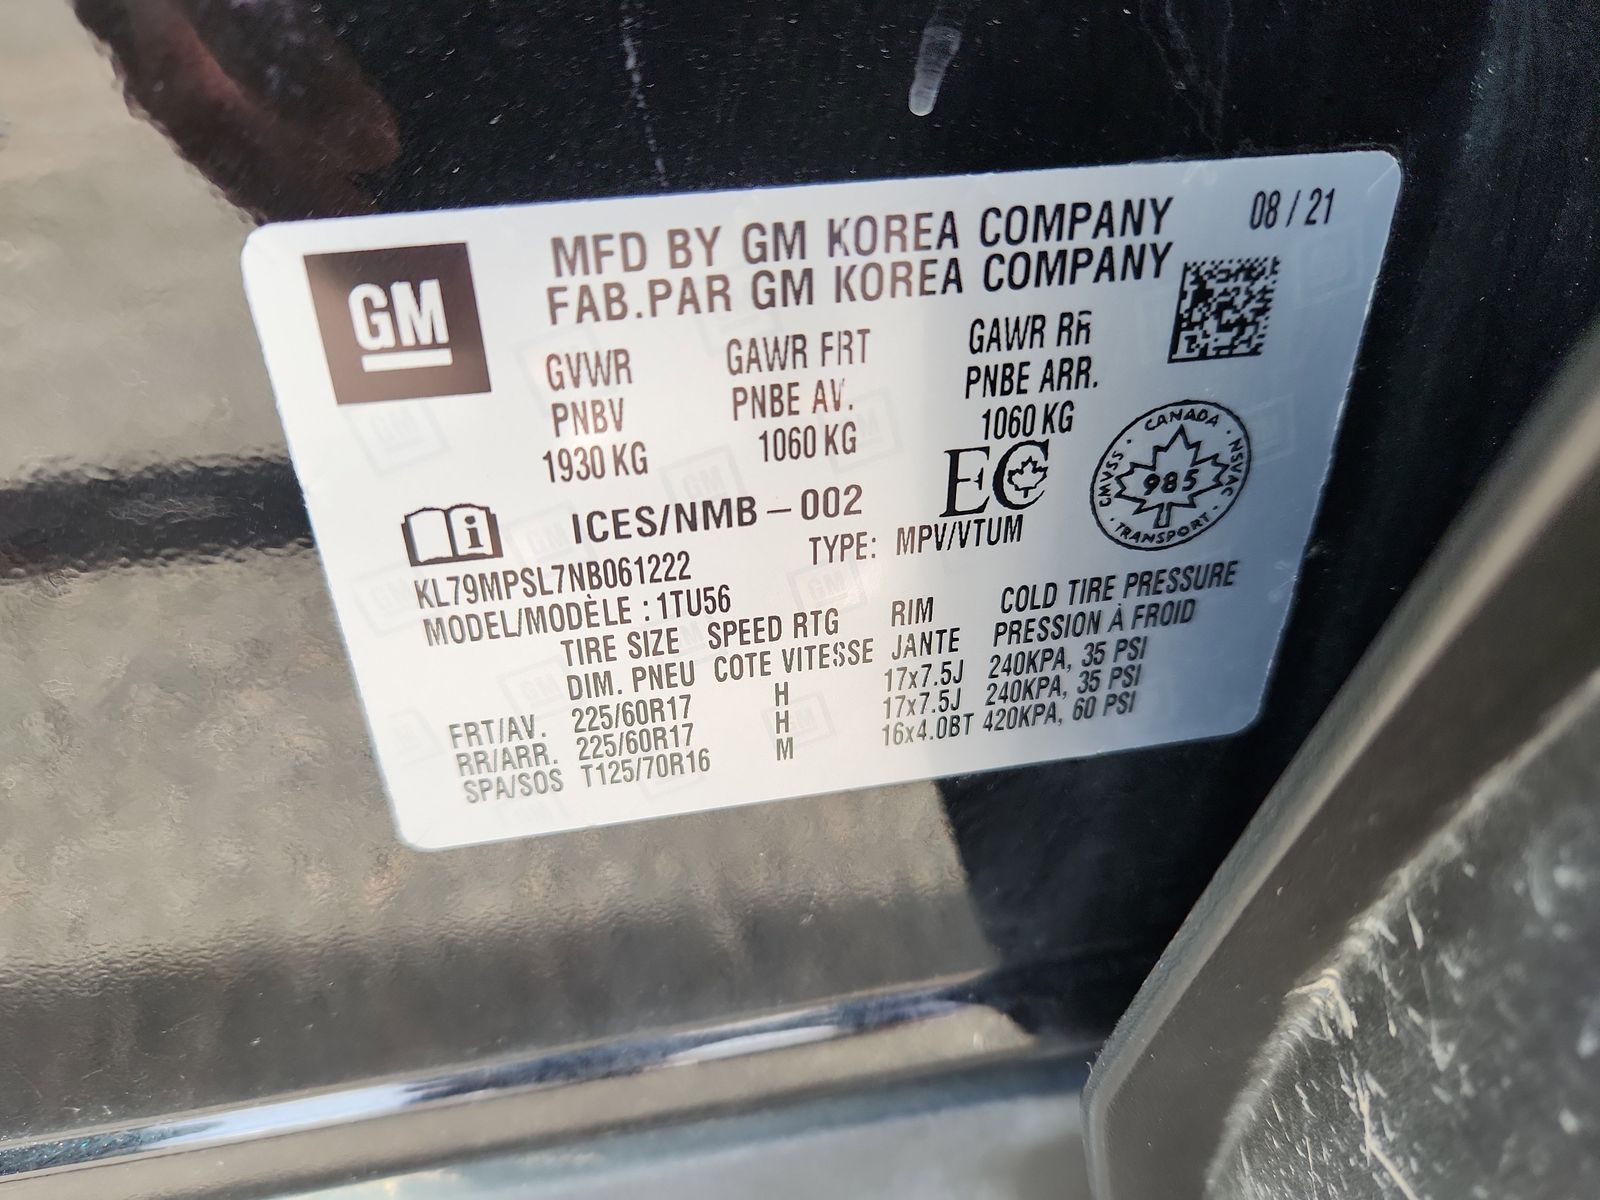 GM
MFD BY GM KOREA COMPANY 08 / 21
FAB.PAR GM KOREA COMPANY
GVWR GAWR FRT GAWR RR
PNBV PNBE AV. PNBE ARR.
1930 KG 1060 KG 1060 KG
ICES/NMB – 002 EC
CANADA · NSVAC · TRANSPORT · CMVSS ·
985
KL79MPSL7NB061222 TYPE: MPV/VTUM
MODEL/MODÈLE : 1TU56
TIRE SIZE SPEED RTG RIM COLD TIRE PRESSURE
DIM. PNEU COTE VITESSE JANTE PRESSION À FROID
FRT/AV. 225/60R17 H 17x7.5J 240KPA, 35 PSI
RR/ARR. 225/60R17 H 17x7.5J 240KPA, 35 PSI
SPA/SOS T125/70R16 M 16x4.0BT 420KPA, 60 PSI